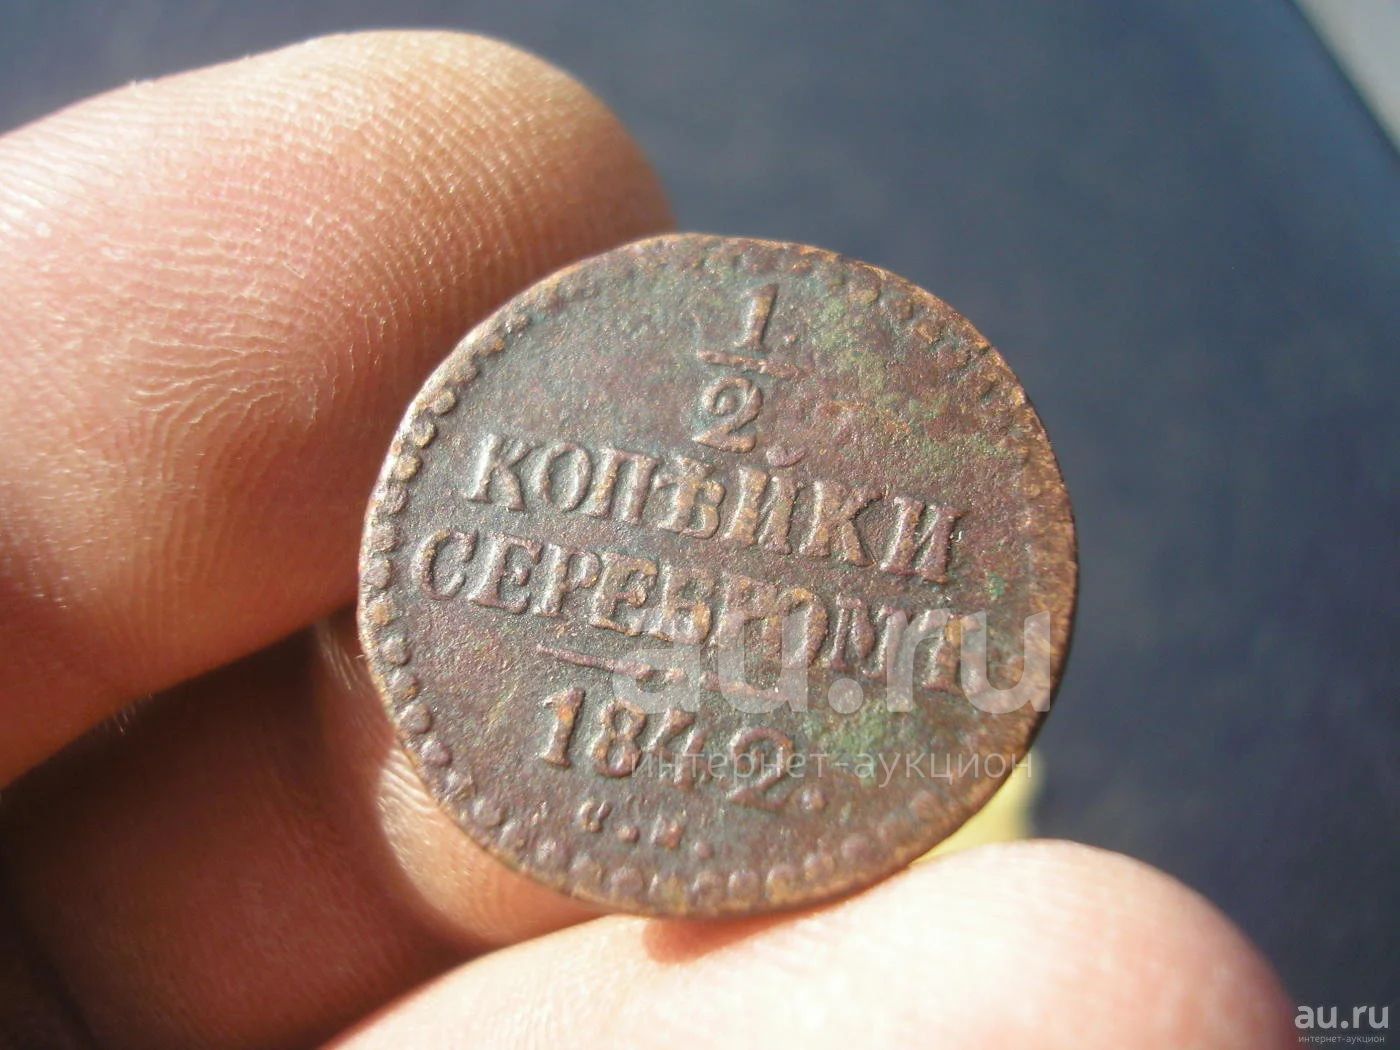 1
2
КОПѢЙКИ
СЕРЕБРОМЪ
1842.
С.М.
au.ru
интернет-аукцион
au.ru
интернет-аукцион